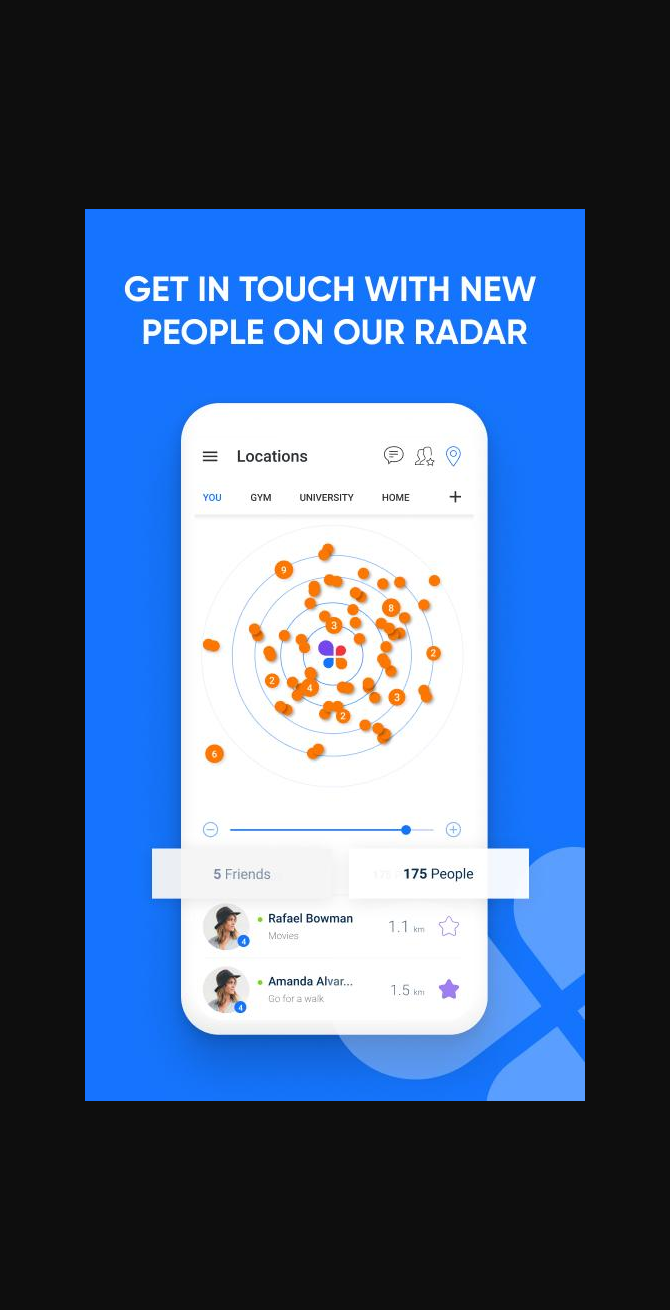 GET IN TOUCH WITH NEW
PEOPLE ON OUR RADAR
Locations
YOU GYM UNIVERSITY HOME
9
8
3
2
2
4
3
2
6
5 Friends 175 People
Rafael Bowman
Movies
1.1 km
4
Amanda Alvar...
Go for a walk
1.5 km
4